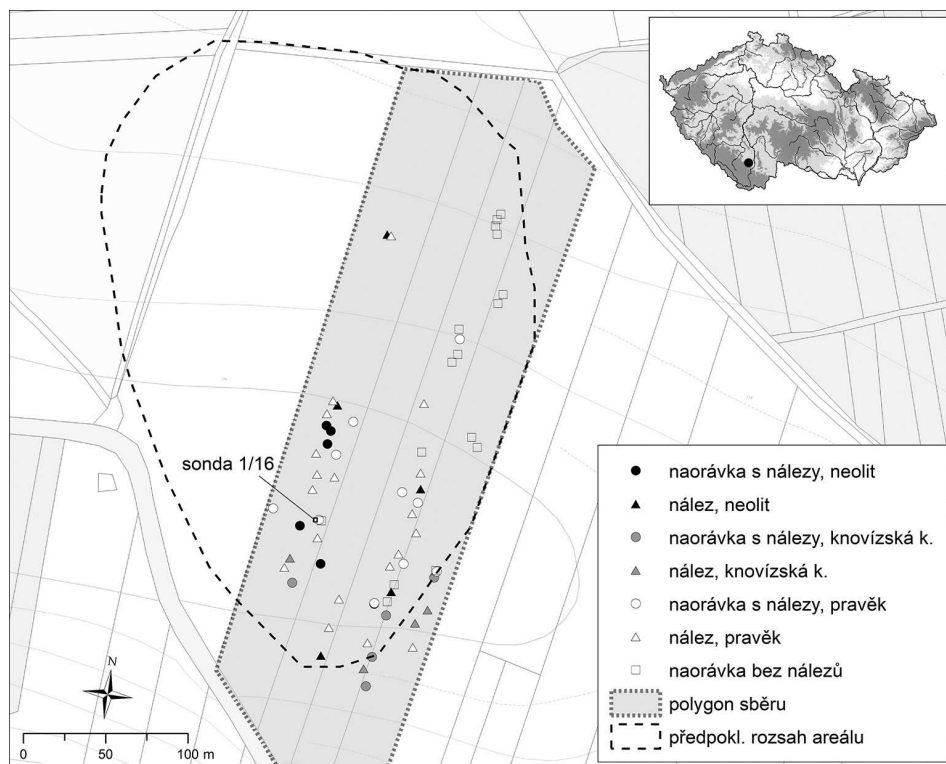 sonda 1/16
naorávka s nálezy, neolit
nález, neolit
naorávka s nálezy, knovízská k.
nález, knovízská k.
naorávka s nálezy, pravěk
nález, pravěk
naorávka bez nálezů
polygon sběru
předpokl. rozsah areálu
N
0 50 100 m